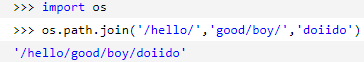 >>> import os
>>> os.path.join('/hello/','good/boy/','doiido')
'/hello/good/boy/doiido'